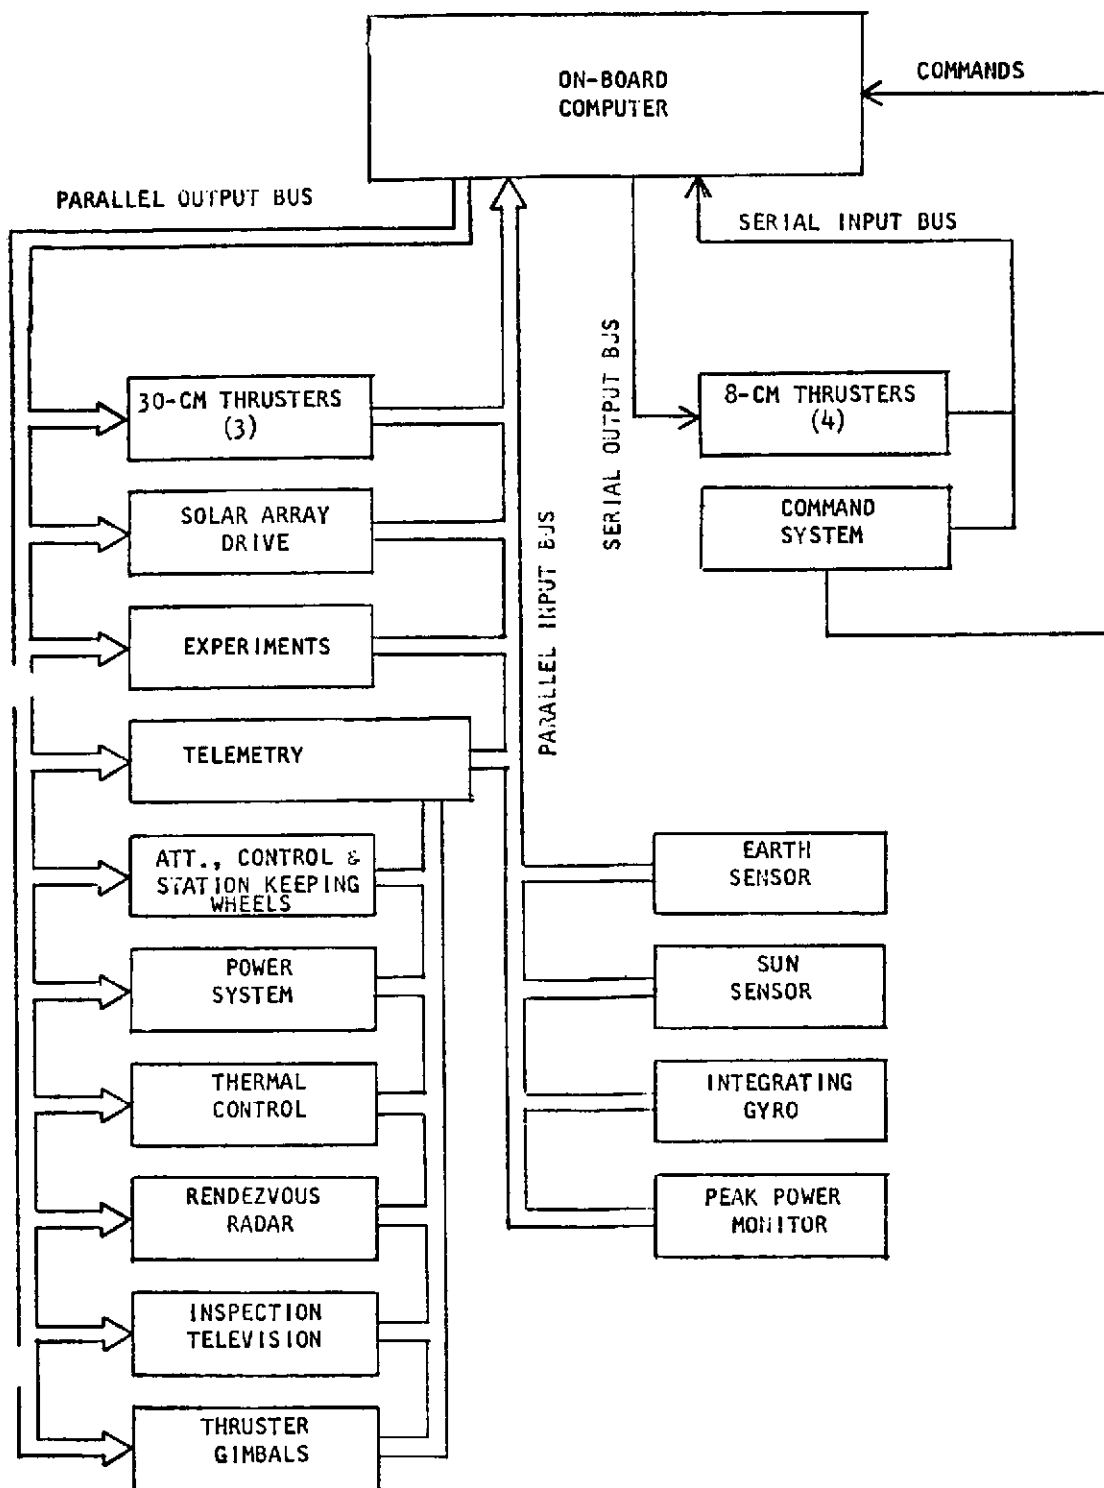 ON-BOARD
COMPUTER
COMMANDS
PARALLEL OUTPUT BUS
SERIAL INPUT BUS
SERIAL OUTPUT BUS
PARALLEL INPUT BUS
30-CM THRUSTERS
(3)
8-CM THRUSTERS
(4)
SOLAR ARRAY
DRIVE
COMMAND
SYSTEM
EXPERIMENTS
TELEMETRY
ATT., CONTROL &
STATION KEEPING
WHEELS
EARTH
SENSOR
POWER
SYSTEM
SUN
SENSOR
THERMAL
CONTROL
INTEGRATING
GYRO
RENDEZVOUS
RADAR
PEAK POWER
MONITOR
INSPECTION
TELEVISION
THRUSTER
GIMBALS